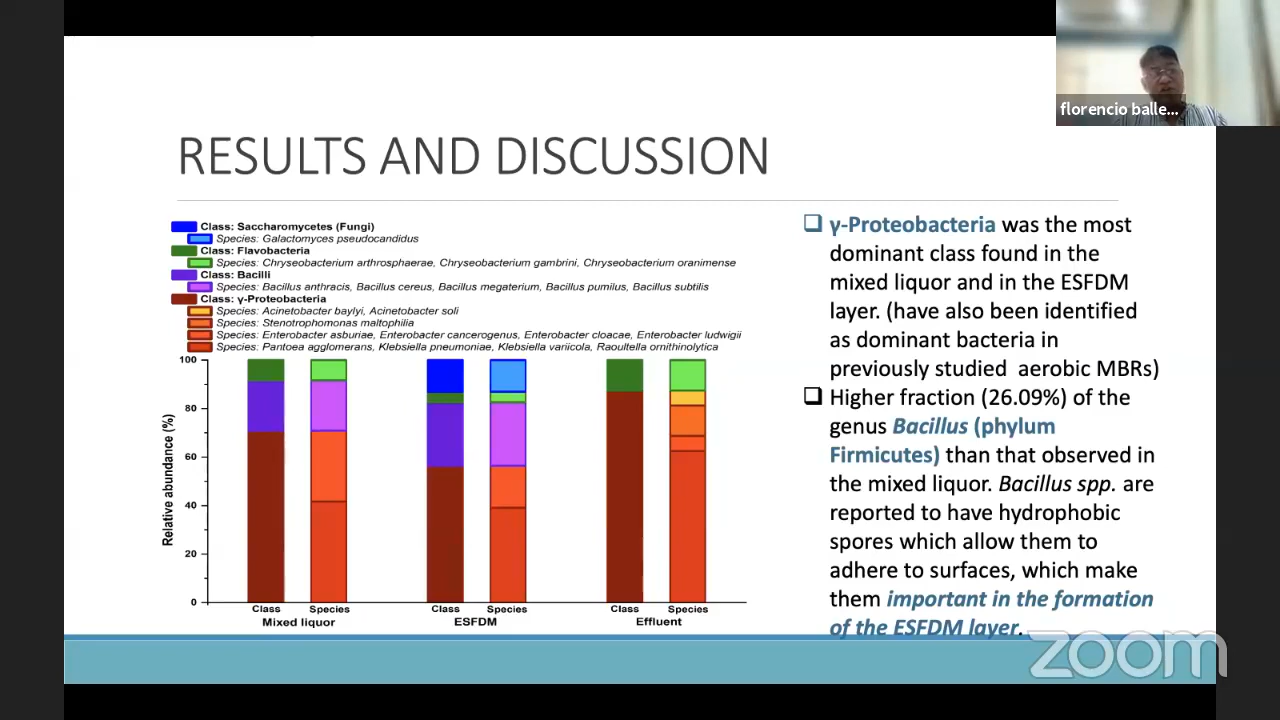 florencio balle...
RESULTS AND DISCUSSION
Class: Saccharomycetes (Fungi)
Species: Galactomyces pseudocandidus
Class: Flavobacteria
Species: Chryseobacterium arthrosphaerae, Chryseobacterium gambrini, Chryseobacterium oranimense
Class: Bacilli
Species: Bacillus anthracis, Bacillus cereus, Bacillus megaterium, Bacillus pumilus, Bacillus subtilis
Class: γ-Proteobacteria
Species: Acinetobacter baylyi, Acinetobacter soli
Species: Stenotrophomonas maltophilia
Species: Enterobacter asburiae, Enterobacter cancerogenus, Enterobacter cloacae, Enterobacter ludwigii
Species: Pantoea agglomerans, Klebsiella pneumoniae, Klebsiella variicola, Raoultella ornithinolytica
Relative abundance (%)
100
80
60
40
20
0
Class Species Class Species Class Species
Mixed liquor ESFDM Effluent
γ-Proteobacteria was the most
dominant class found in the
mixed liquor and in the ESFDM
layer. (have also been identified
as dominant bacteria in
previously studied aerobic MBRs)
Higher fraction (26.09%) of the
genus Bacillus (phylum
Firmicutes) than that observed in
the mixed liquor. Bacillus spp. are
reported to have hydrophobic
spores which allow them to
adhere to surfaces, which make
them important in the formation
of the ESFDM layer.
zoom